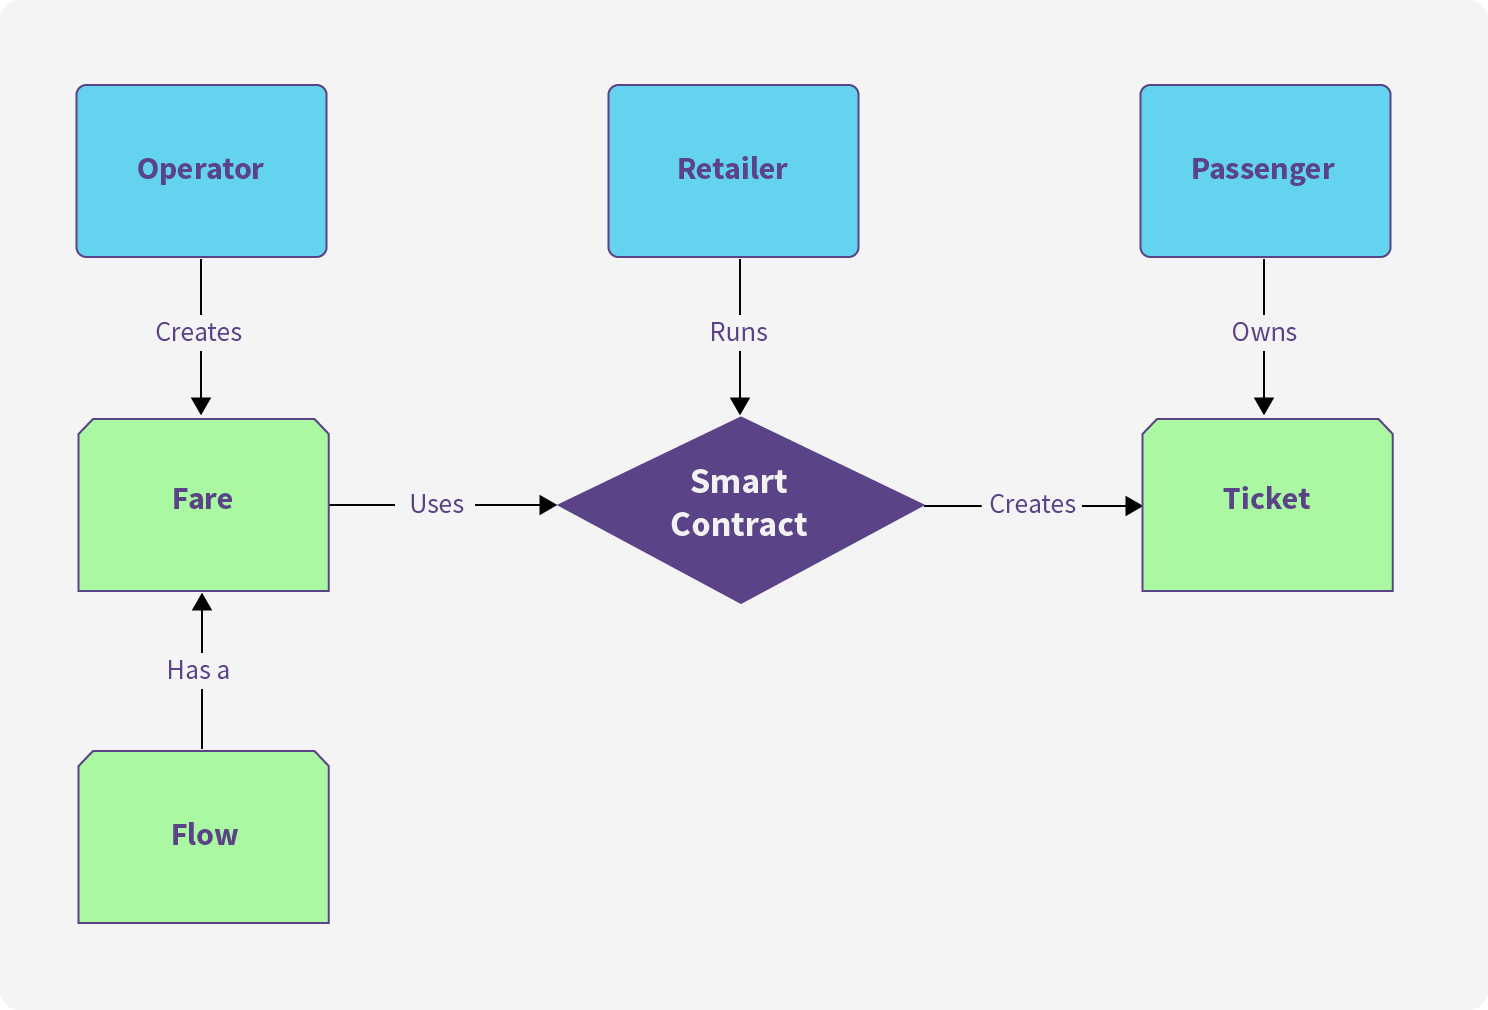 Operator
Retailer
Passenger
Creates
Runs
Owns
Fare
Uses
Smart
Contract
Creates
Ticket
Has a
Flow